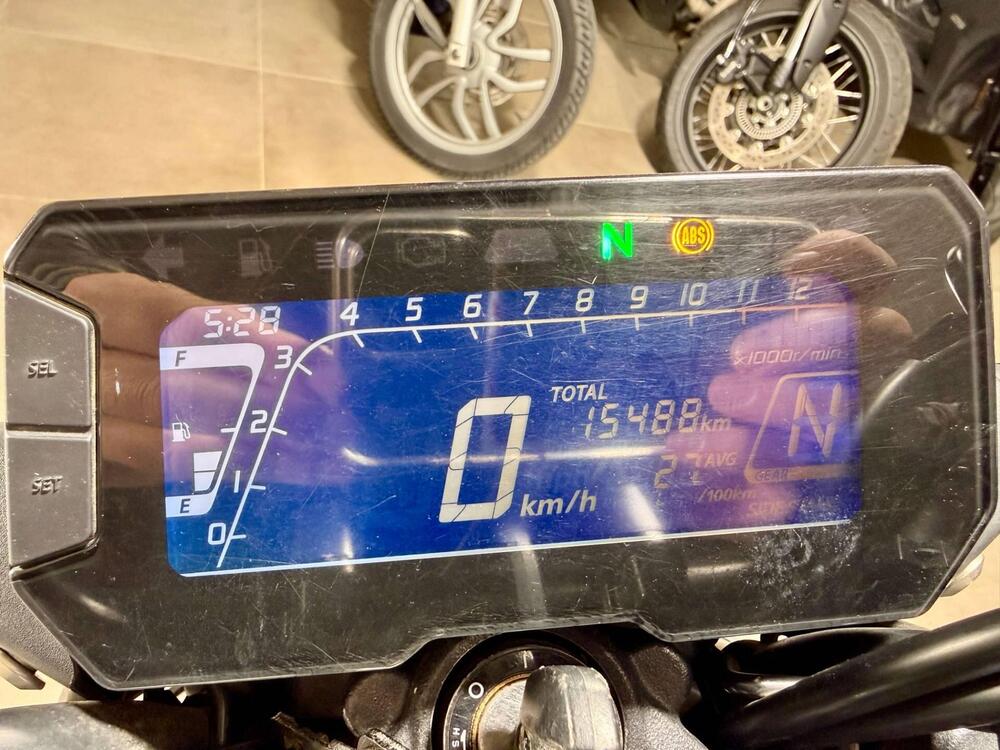 N ABS
5:28
4 5 6 7 8 9 10 11 12
F
3
x1000r/min
SEL
TOTAL
15488km
2
N
0
km/h
AVG
GEAR
/100km
SET
1
E
0